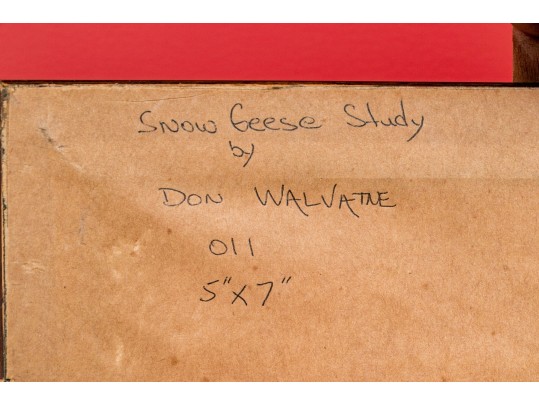 Snow Geese Study
by
DON WALVATNE
011
5"X7"